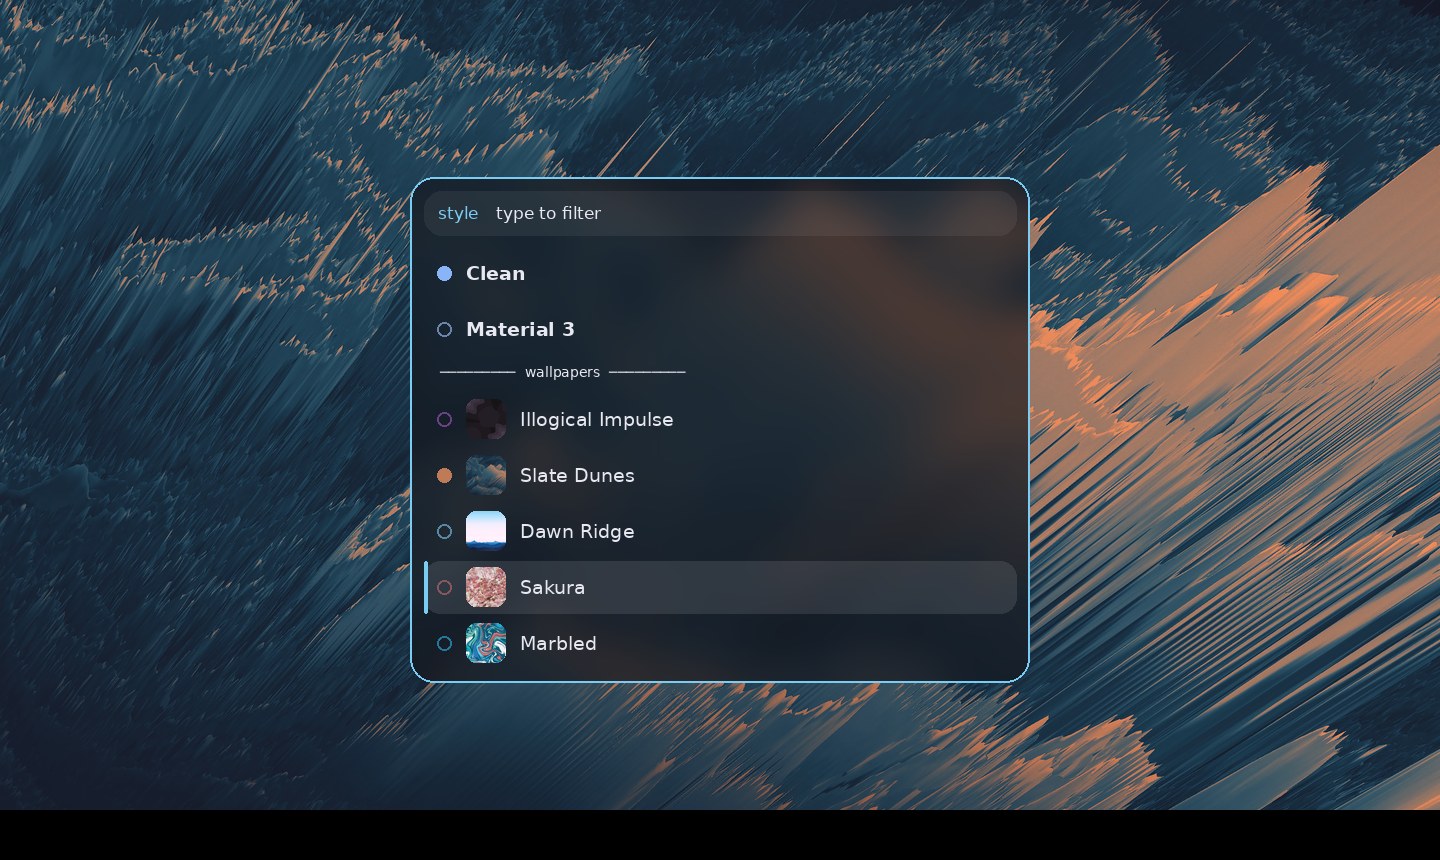 style type to filter
Clean
Material 3
wallpapers
Illogical Impulse
Slate Dunes
Dawn Ridge
Sakura
Marbled